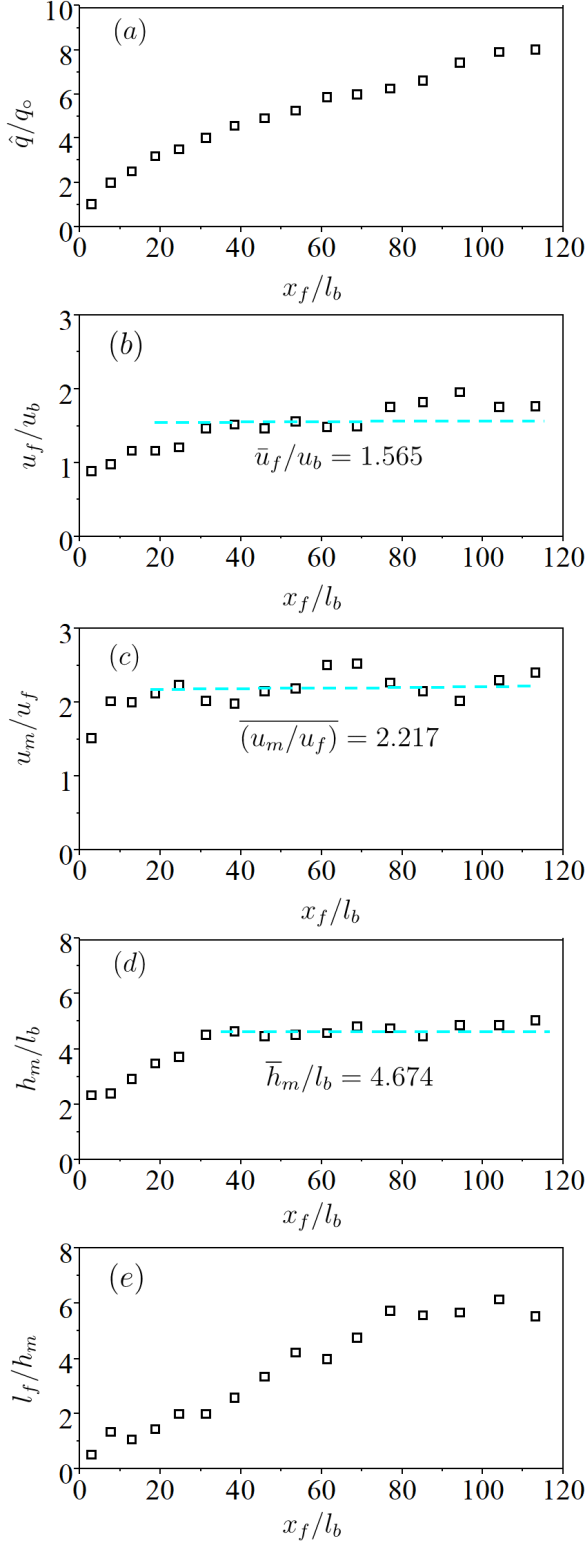 10
(a)
8
6
4
2
0
q̂/q∘
0 20 40 60 80 100 120
x_f/l_b
3
(b)
2
1
0
u_f/u_b
ū_f/u_b = 1.565
0 20 40 60 80 100 120
x_f/l_b
3
(c)
2
1
0
u_m/u_f
\overline{(u_m/u_f)} = 2.217
0 20 40 60 80 100 120
x_f/l_b
8
(d)
6
4
2
0
h_m/l_b
h̅_m/l_b = 4.674
0 20 40 60 80 100 120
x_f/l_b
8
(e)
6
4
2
0
l_f/h_m
0 20 40 60 80 100 120
x_f/l_b